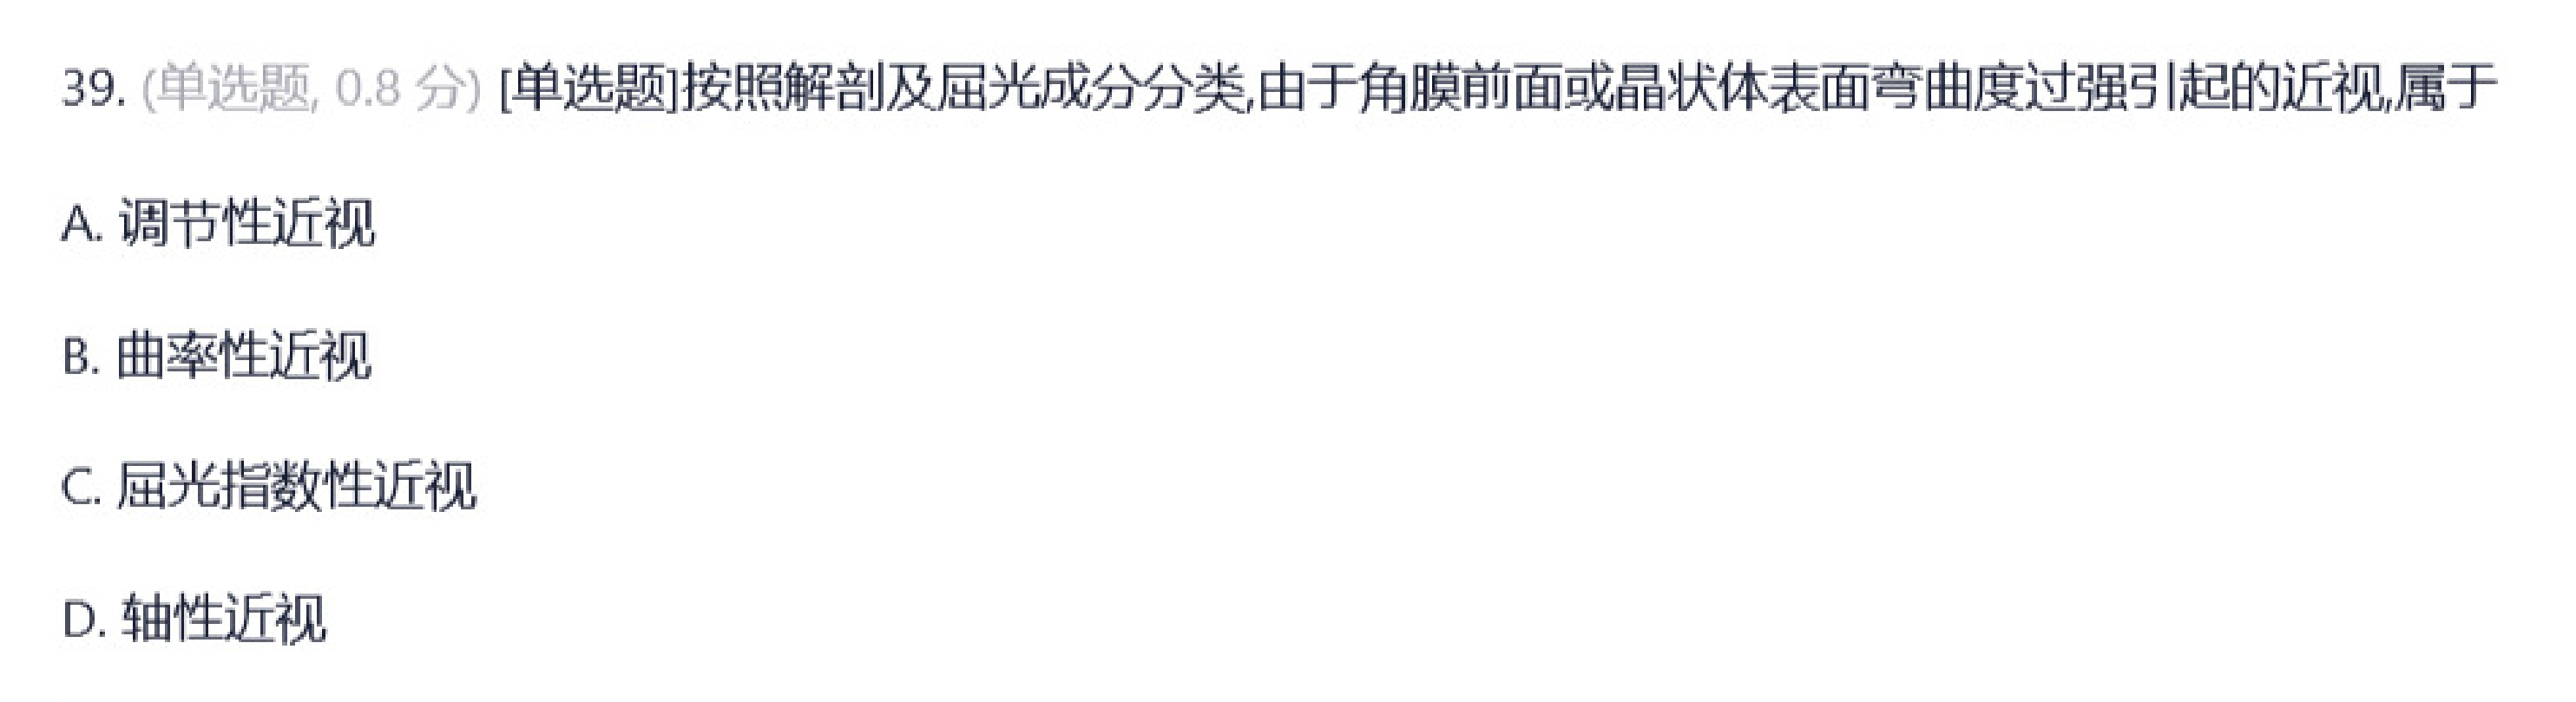 39. (单选题, 0.8 分) [单选题]按照解剖及屈光成分分类,由于角膜前面或晶状体表面弯曲度过强引起的近视,属于
A. 调节性近视
B. 曲率性近视
C. 屈光指数性近视
D. 轴性近视